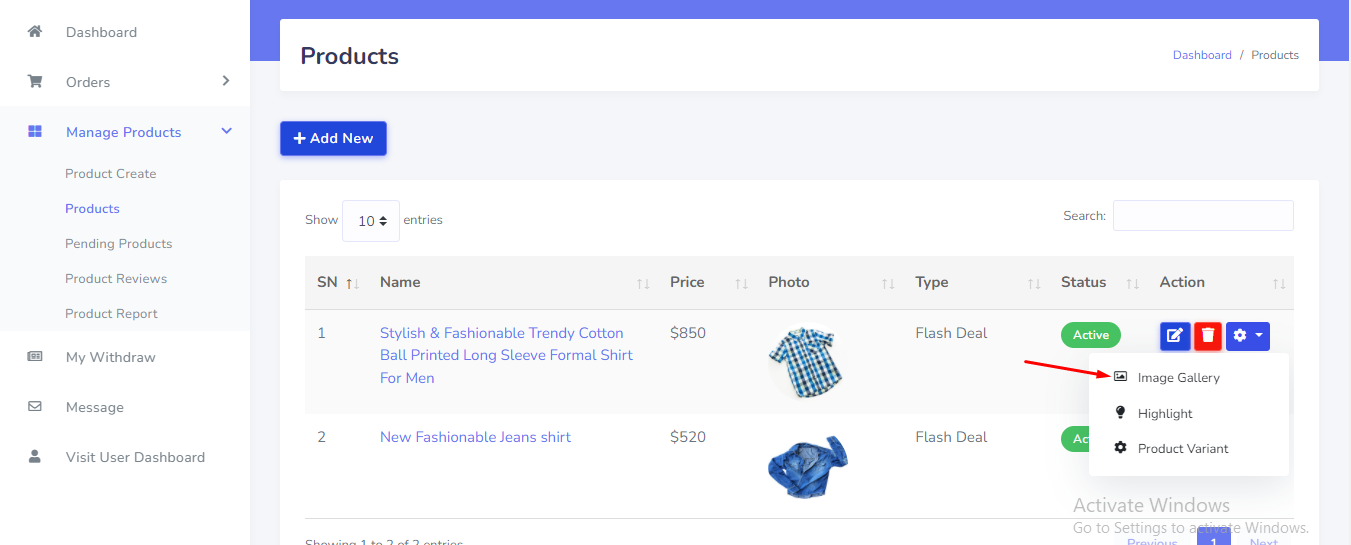 Dashboard
Orders
Manage Products
Product Create
Products
Pending Products
Product Reviews
Product Report
My Withdraw
Message
Visit User Dashboard
Products
Dashboard / Products
Add New
Show 10 entries
Search:
SN Name Price Photo Type Status Action
1 Stylish & Fashionable Trendy Cotton $850 Flash Deal Active
Ball Printed Long Sleeve Formal Shirt
For Men
Image Gallery
Highlight
Product Variant
2 New Fashionable Jeans shirt $520 Flash Deal Ac
Activate Windows
Go to Settings to activate Windows.
Showing 1 to 2 of 2 entries
Previous 1 Next